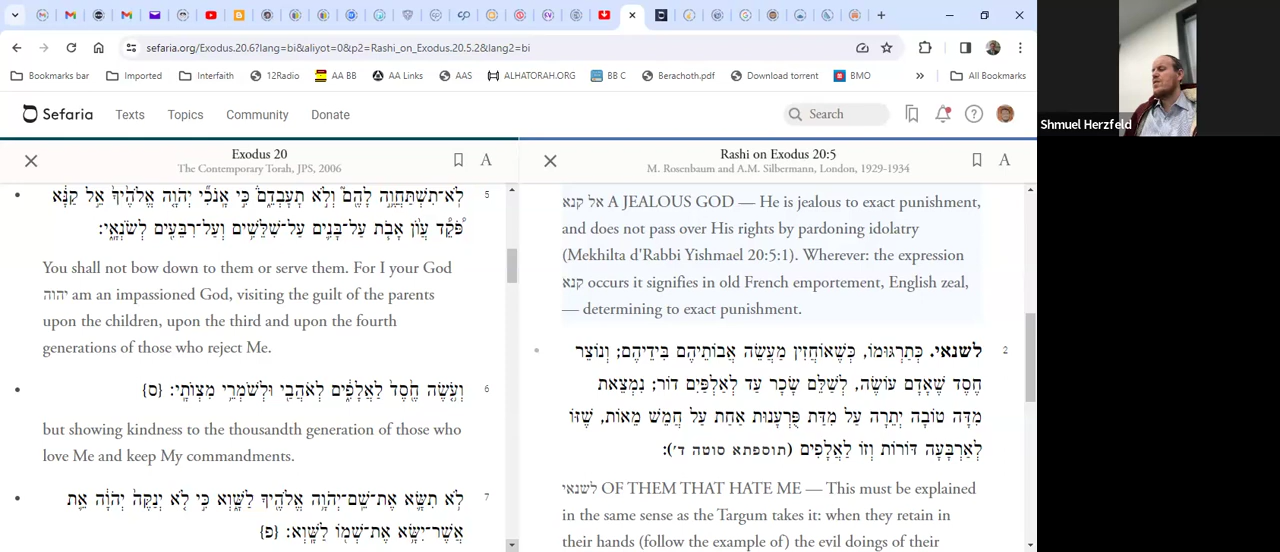 sefaria.org/Exodus.20.6?lang=bi&aliyot=0&p2=Rashi_on_Exodus.20.5.2&lang2=bi
Bookmarks bar Imported Interfaith 12Radio AA BB AA Links AAS ALHATORAH.ORG BB C Berachoth.pdf Download torrent BMO » All Bookmarks
Sefaria Texts Topics Community Donate Search
Shmuel Herzfeld
Exodus 20
The Contemporary Torah, JPS, 2006
A
לֹֽא־תִשְׁתַּחֲוֶ֥ה לָהֶ֖ם֮ וְלֹ֣א תׇעׇבְדֵ֑ם֒ כִּ֣י אָֽנֹכִ֞י יְהֹוָ֤ה אֱלֹהֶ֙יךָ֙ אֵ֣ל קַנָּ֔א 5
פֹּ֠קֵ֠ד עֲוֺ֨ן אָבֹ֧ת עַל־בָּנִ֛ים עַל־שִׁלֵּשִׁ֥ים וְעַל־רִבֵּעִ֖ים לְשֹׂנְאָֽ֑י׃
You shall not bow down to them or serve them. For I your God
יהוה am an impassioned God, visiting the guilt of the parents
upon the children, upon the third and upon the fourth
generations of those who reject Me.
וְעֹ֥שֶׂה חֶ֖סֶד֙ לַאֲלָפִ֑֔ים לְאֹהֲבַ֖י וּלְשֹׁמְרֵ֥י מִצְוֺתָֽי׃ {ס} 6
but showing kindness to the thousandth generation of those who
love Me and keep My commandments.
לֹ֥א תִשָּׂ֛א אֶת־שֵֽׁם־יְהֹוָ֥ה אֱלֹהֶ֖יךָ לַשָּׁ֑וְא כִּ֣י לֹ֤א יְנַקֶּה֙ יְהֹוָ֔ה אֵ֛ת 7
אֲשֶׁר־יִשָּׂ֥א אֶת־שְׁמ֖וֹ לַשָּֽׁוְא׃ {פ}
Rashi on Exodus 20:5
M. Rosenbaum and A.M. Silbermann, London, 1929-1934
A
אל קנא A JEALOUS GOD — He is jealous to exact punishment,
and does not pass over His rights by pardoning idolatry
(Mekhilta d'Rabbi Yishmael 20:5:1). Wherever: the expression
קנא occurs it signifies in old French emportement, English zeal,
— determining to exact punishment.
לשנאי. כְּתַרְגּוּמוֹ, כְּשֶׁאוֹחֲזִין מַעֲשֵׂה אֲבוֹתֵיהֶם בִּידֵיהֶם; וְנוֹצֵר 2
חֶסֶד שֶׁאָדָם עוֹשֶׂה, לְשַׁלֵּם שָׂכָר עַד לְאַלְפַּיִם דּוֹר; נִמְצֵאת
מִדָּה טוֹבָה יְתֵרָה עַל מִדַּת פֻּרְעָנוּת אַחַת עַל חֲמֵשׁ מֵאוֹת, שֶׁזּוֹ
לְאַרְבָּעָה דּוֹרוֹת וְזוֹ לַאֲלָפִים (תוספתא סוטה ד׳):
לשנאי OF THEM THAT HATE ME — This must be explained
in the same sense as the Targum takes it: when they retain in
their hands (follow the example of) the evil doings of their